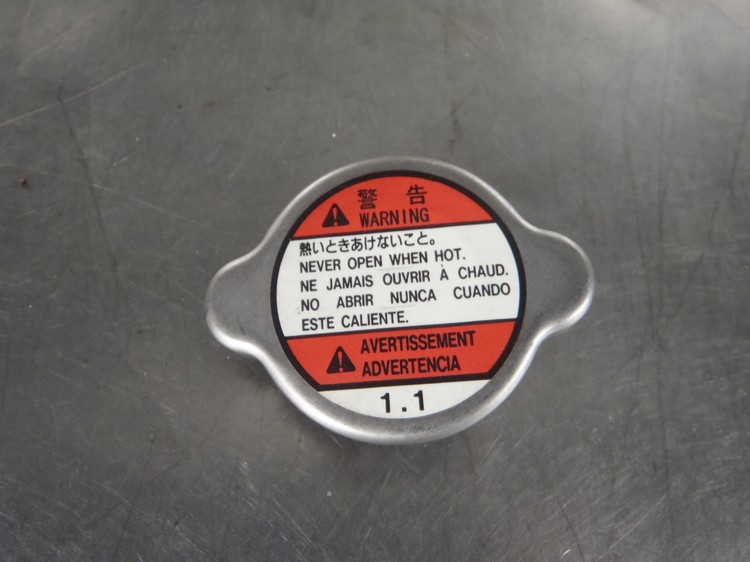 警告
WARNING
熱いときあけないこと。
NEVER OPEN WHEN HOT.
NE JAMAIS OUVRIR À CHAUD.
NO ABRIR NUNCA CUANDO
ESTE CALIENTE.
AVERTISSEMENT
ADVERTENCIA
1.1